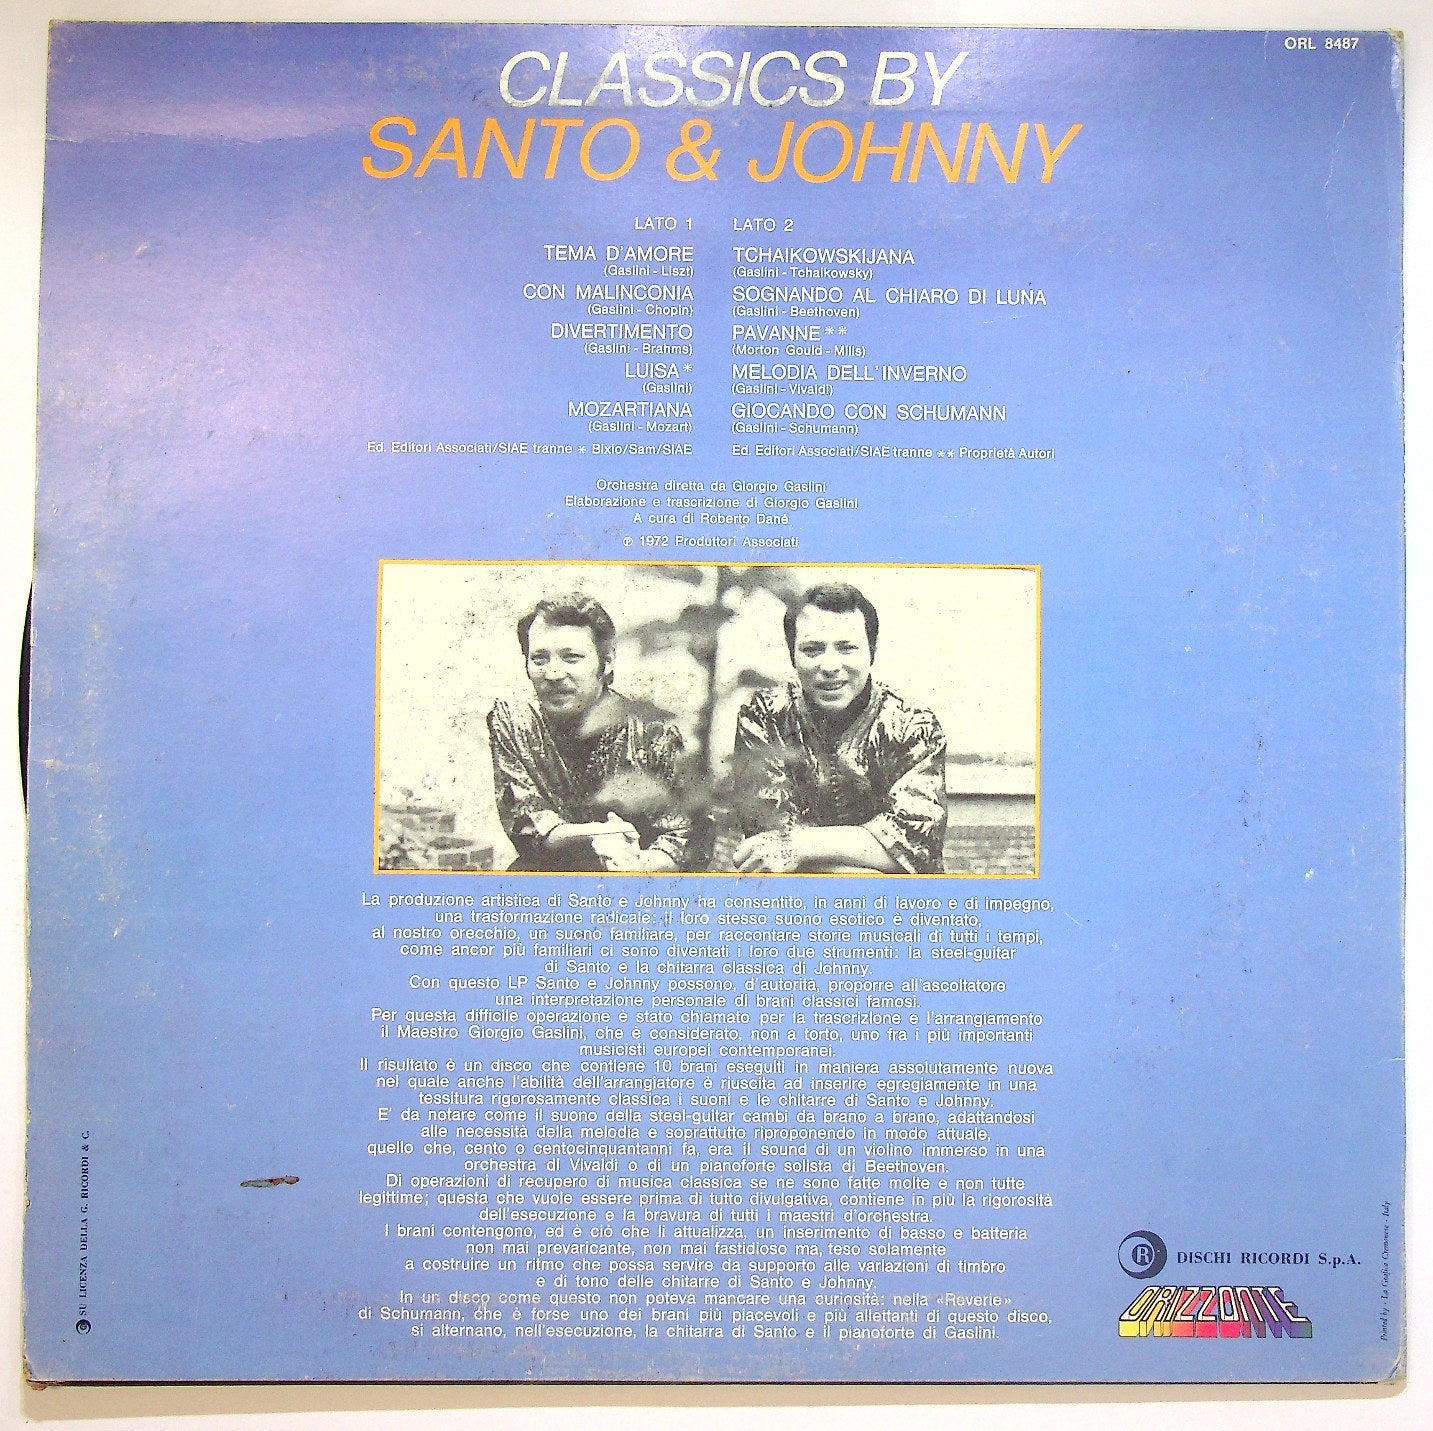 ORL 8487
CLASSICS BY
SANTO & JOHNNY
LATO 1
TEMA D'AMORE
(Gaslini - Liszt)
CON MALINCONIA
(Gaslini - Chopin)
DIVERTIMENTO
(Gaslini - Brahms)
LUISA *
(Gaslini)
MOZARTIANA
(Gaslini - Mozart)
Ed. Editori Associati/SIAE tranne * Bixio/Sam/SIAE
LATO 2
TCHAIKOWSKIJANA
(Gaslini - Tchaikowsky)
SOGNANDO AL CHIARO DI LUNA
(Gaslini - Beethoven)
PAVANNE **
(Morton Gould - Mills)
MELODIA DELL'INVERNO
(Gaslini - Vivaldi)
GIOCANDO CON SCHUMANN
(Gaslini - Schumann)
Ed. Editori Associati/SIAE tranne ** Proprietà Autori
Orchestra diretta da Giorgio Gaslini
Elaborazione e trascrizione di Giorgio Gaslini
A cura di Roberto Dané
℗ 1972 Produttori Associati
La produzione artistica di Santo e Johnny ha consentito, in anni di lavoro e di impegno,
una trasformazione radicale: il loro stesso suono esotico è diventato,
al nostro orecchio, un suono familiare, per raccontare storie musicali di tutti i tempi,
come ancor più familiari ci sono diventati i loro due strumenti: la steel-guitar
di Santo e la chitarra classica di Johnny.
Con questo LP Santo e Johnny possono, d'autorità, proporre all'ascoltatore
una interpretazione personale di brani classici famosi.
Per questa difficile operazione è stato chiamato per la trascrizione e l'arrangiamento
il Maestro Giorgio Gaslini, che è considerato, non a torto, uno fra i più importanti
musicisti europei contemporanei.
Il risultato è un disco che contiene 10 brani eseguiti in maniera assolutamente nuova
nel quale anche l'abilità dell'arrangiatore è riuscita ad inserire egregiamente in una
tessitura rigorosamente classica i suoni e le chitarre di Santo e Johnny.
E' da notare come il suono della steel-guitar cambi da brano a brano, adattandosi
alle necessità della melodia e soprattutto riproponendo in modo attuale,
quello che, cento o centocinquantanni fa, era il sound di un violino immerso in una
orchestra di Vivaldi o di un pianoforte solista di Beethoven.
Di operazioni di recupero di musica classica se ne sono fatte molte e non tutte
legittime; questa che vuole essere prima di tutto divulgativa, contiene in più la rigorosità
dell'esecuzione e la bravura di tutti i maestri d'orchestra.
I brani contengono, ed è ciò che li attualizza, un inserimento di basso e batteria
non mai prevaricante, non mai fastidioso ma, teso solamente
a costruire un ritmo che possa servire da supporto alle variazioni di timbro
e di tono delle chitarre di Santo e Johnny.
In un disco come questo non poteva mancare una curiosità: nella «Reverie»
di Schumann, che è forse uno dei brani più piacevoli e più allettanti di questo disco,
si alternano, nell'esecuzione, la chitarra di Santo e il pianoforte di Gaslini.
SU LICENZA DELLA G. RICORDI & C.
R DISCHI RICORDI S.p.A.
ORIZZONTE
Printed by - La Grafica Cremonese - Italy